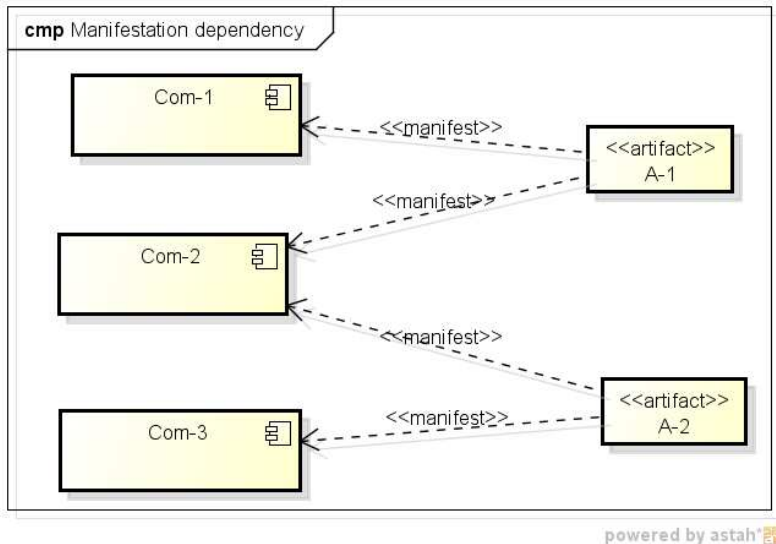 cmp Manifestation dependency
Com-1
<<manifest>>
<<artifact>>
A-1
<<manifest>>
Com-2
<<manifest>>
<<artifact>>
A-2
<<manifest>>
Com-3
powered by astah*